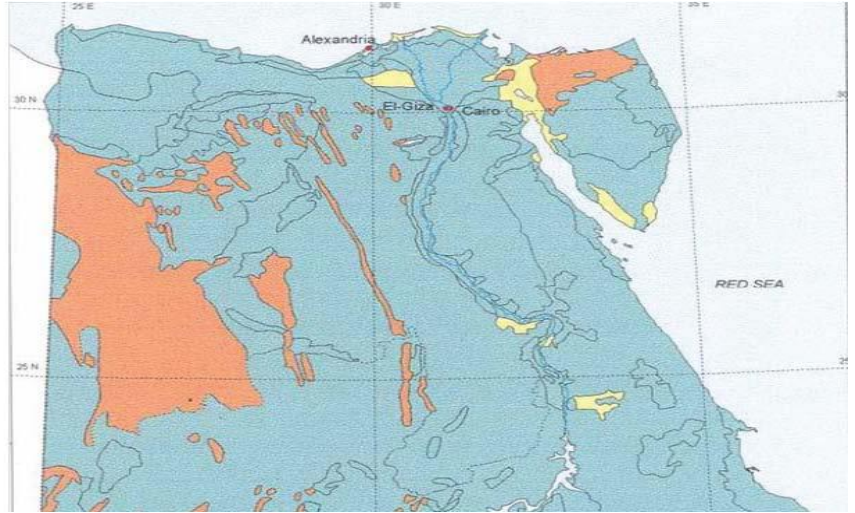 25 E
30 E
35 E
Alexandria
30 N
El-Giza
Cairo
RED SEA
25 N